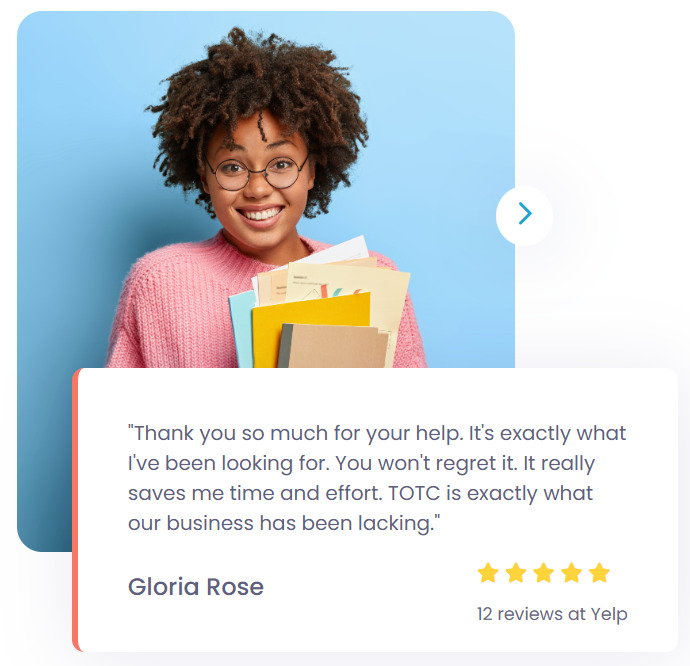 "Thank you so much for your help. It's exactly what
I've been looking for. You won't regret it. It really
saves me time and effort. TOTC is exactly what
our business has been lacking."
Gloria Rose
12 reviews at Yelp